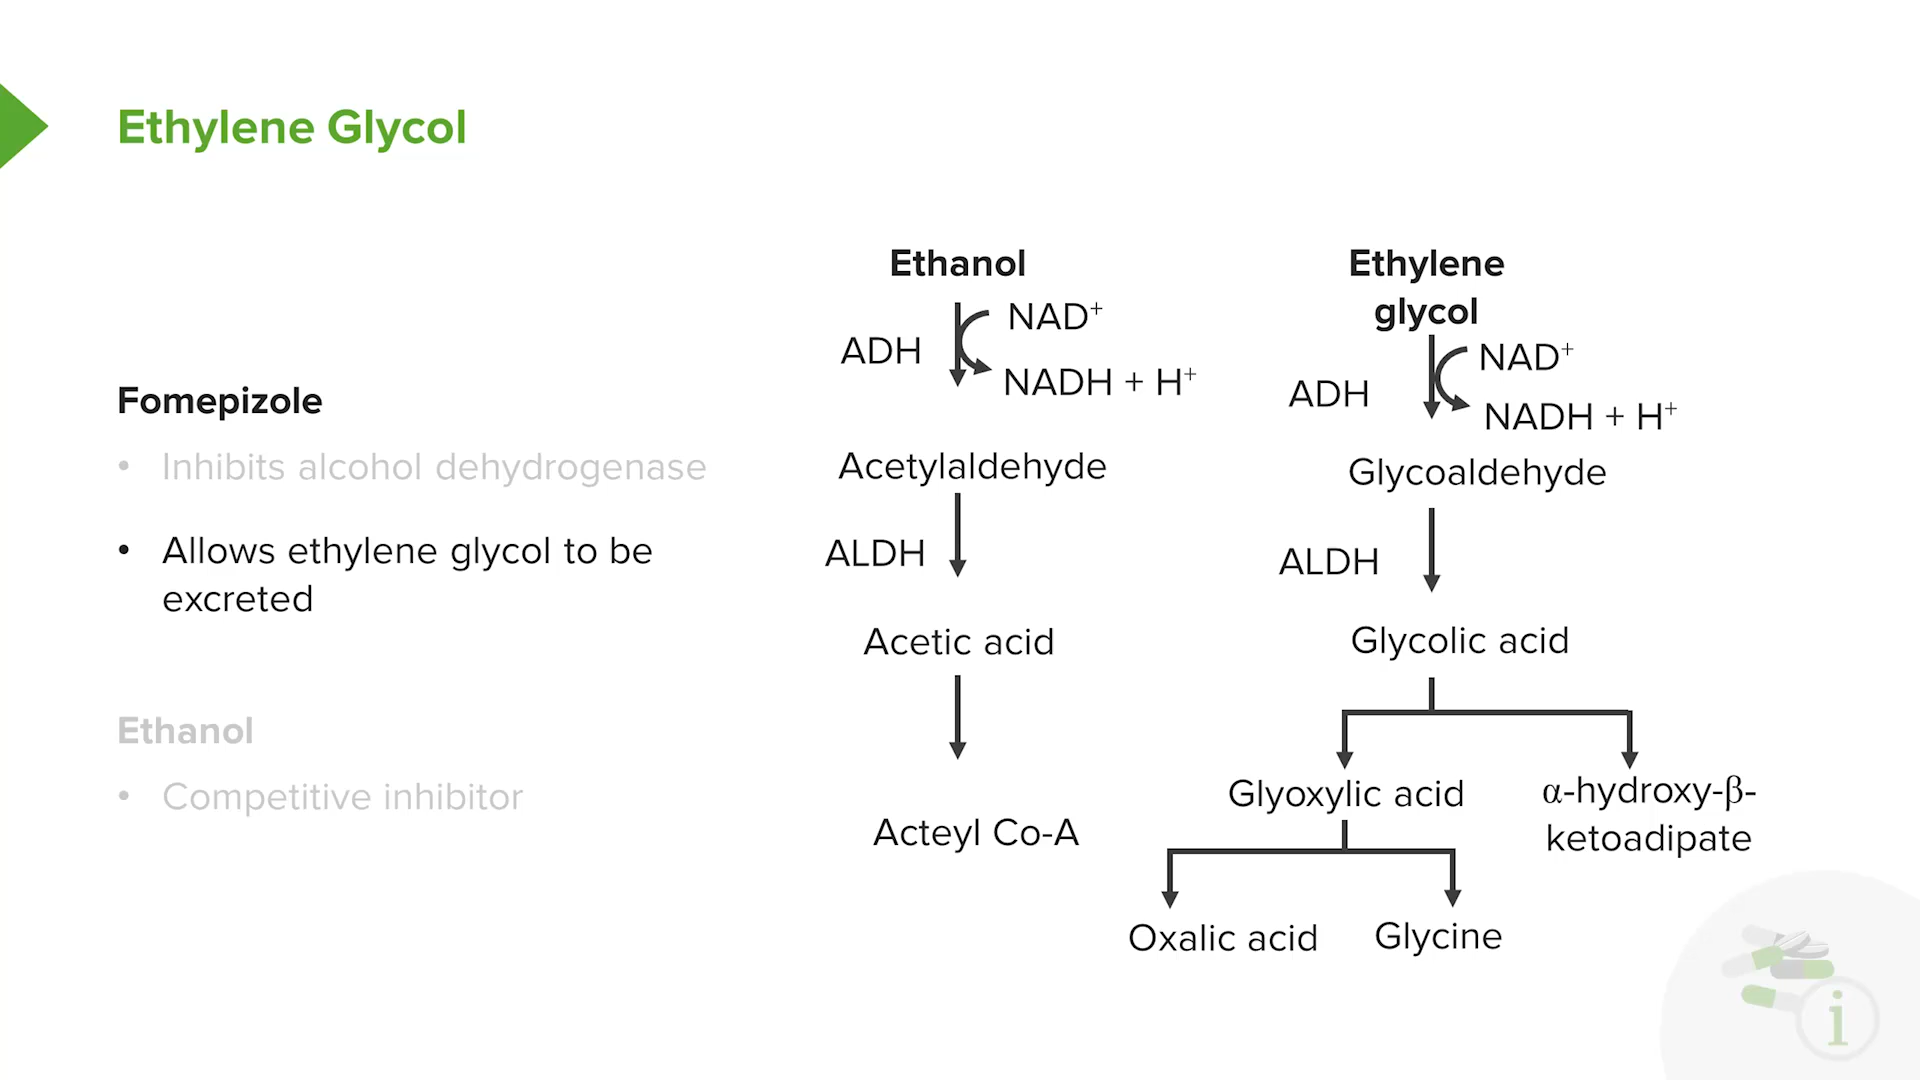 Ethylene Glycol
Fomepizole
• Inhibits alcohol dehydrogenase
• Allows ethylene glycol to be
excreted
Ethanol
• Competitive inhibitor
Ethanol
NAD⁺
ADH
NADH + H⁺
Acetylaldehyde
ALDH
Acetic acid
Acteyl Co-A
Ethylene
glycol
NAD⁺
ADH
NADH + H⁺
Glycoaldehyde
ALDH
Glycolic acid
Glyoxylic acid
α-hydroxy-β-
ketoadipate
Oxalic acid
Glycine
i